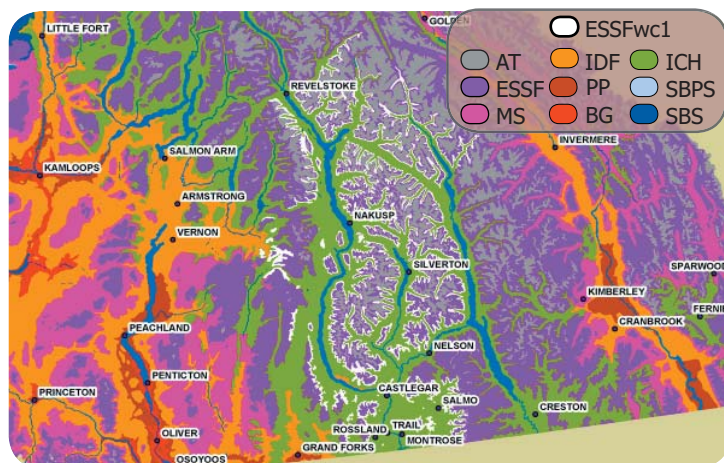 LITTLE FORT
GOLDEN
ESSFwc1
AT IDF ICH
ESSF PP SBPS
MS BG SBS
REVELSTOKE
INVERMERE
SALMON ARM
KAMLOOPS
ARMSTRONG
NAKUSP
VERNON
SILVERTON
SPARWOOD
KIMBERLEY
FERNIE
CRANBROOK
PEACHLAND
NELSON
PENTICTON
CASTLEGAR
PRINCETON
SALMO
CRESTON
TRAIL
ROSSLAND
OLIVER
MONTROSE
GRAND FORKS
OSOYOOS